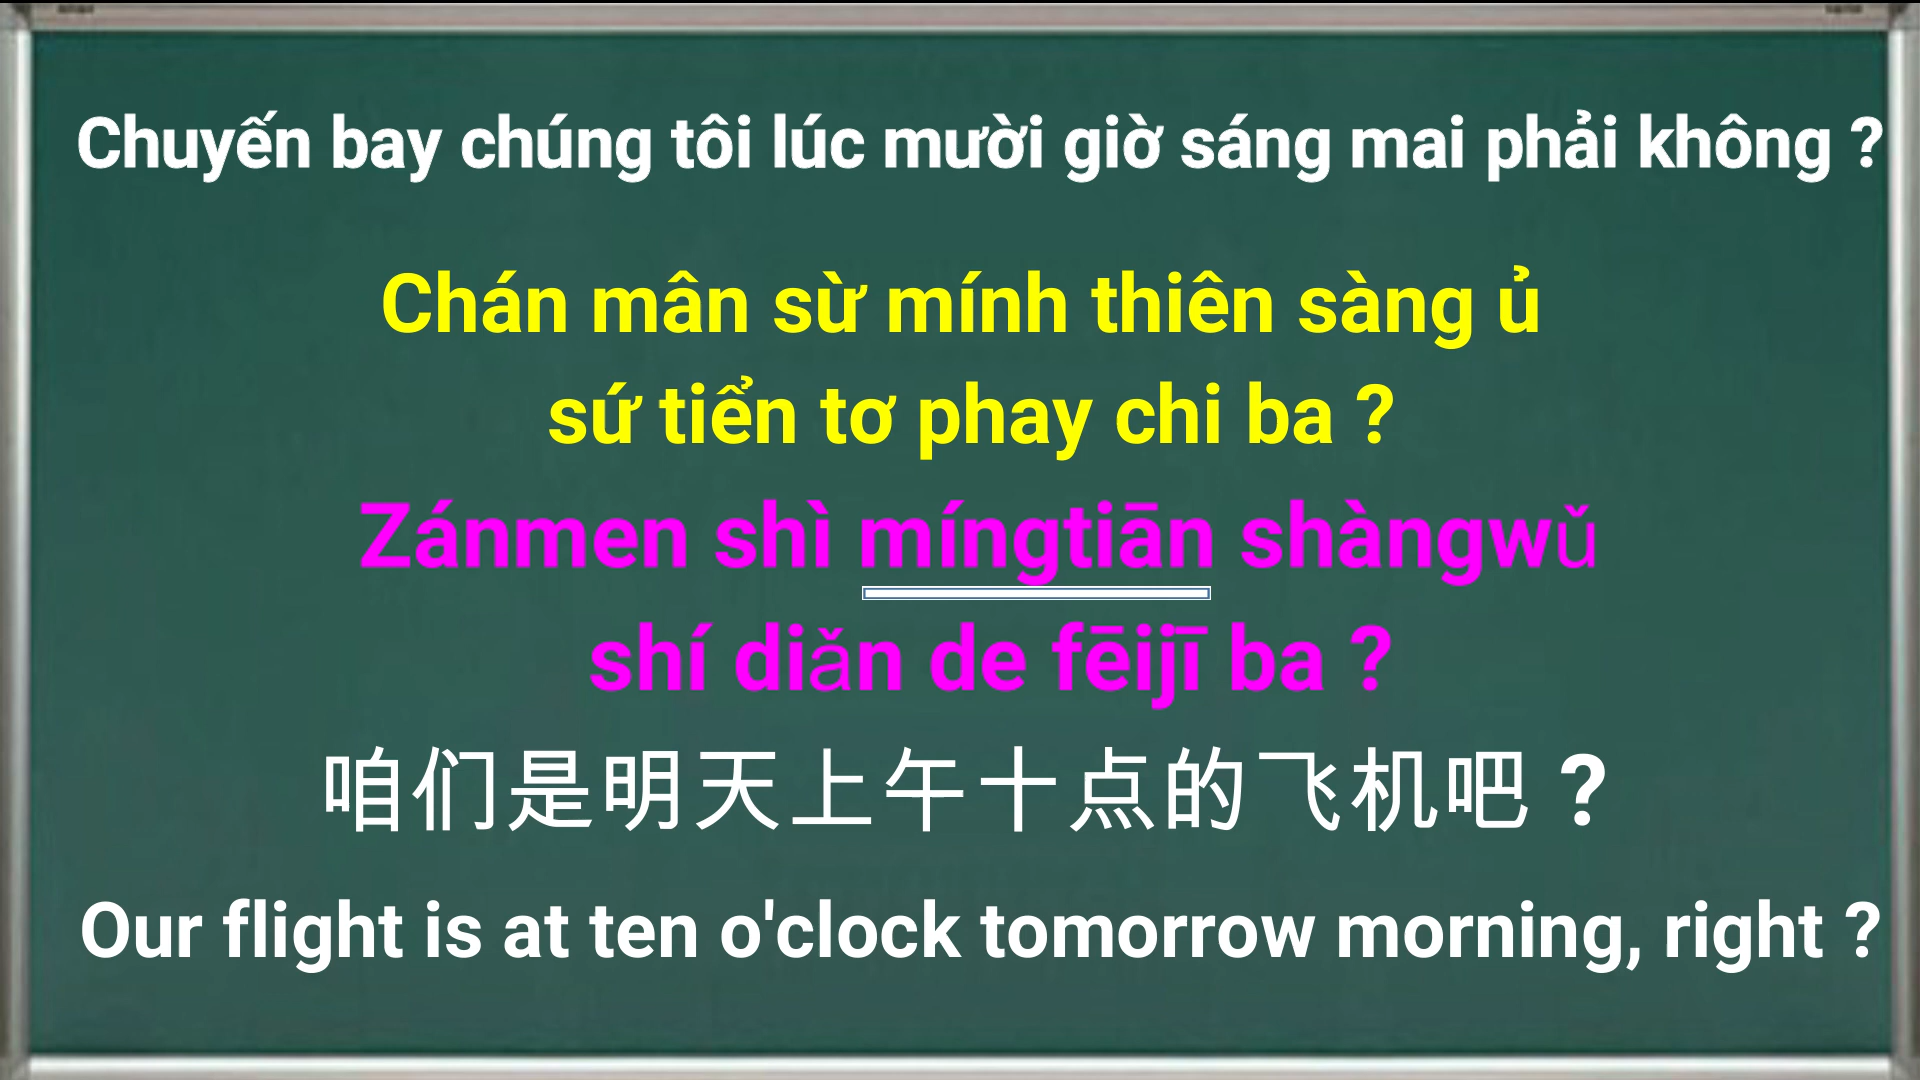 Chuyến bay chúng tôi lúc mười giờ sáng mai phải không ?
Chán mân sừ mính thiên sàng ủ
sứ tiển tơ phay chi ba ?
Zánmen shì míngtiān shàngwǔ
shí diǎn de fēijī ba ?
咱们是明天上午十点的飞机吧 ?
Our flight is at ten o'clock tomorrow morning, right ?